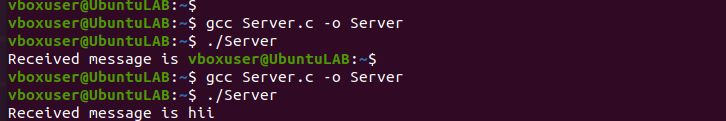 vboxuser@UbuntuLAB:~$
vboxuser@UbuntuLAB:~$ gcc Server.c -o Server
vboxuser@UbuntuLAB:~$ ./Server
Received message is vboxuser@UbuntuLAB:~$
vboxuser@UbuntuLAB:~$ gcc Server.c -o Server
vboxuser@UbuntuLAB:~$ ./Server
Received message is hii